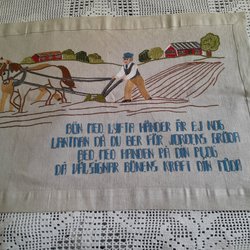 BÖN MED LYFTA HÄNDER ÄR EJ NOG
LANTMAN DÅ DU BER FÖR JORDENS GRÖDA
BED MED HANDEN PÅ DIN PLOG
DÅ VÄLSIGNAR BÖNENS KRAFT DIN MÖDA